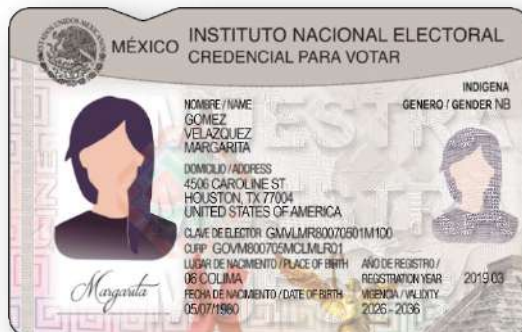 MÉXICO
INSTITUTO NACIONAL ELECTORAL
CREDENCIAL PARA VOTAR
INDIGENA
GENERO / GENDER NB
NOMBRE / NAME
GOMEZ
VELAZQUEZ
MARGARITA
DOMICILIO / ADDRESS
4506 CAROLINE ST
HOUSTON, TX 77004
UNITED STATES OF AMERICA
CLAVE DE ELECTOR GMVLMR80070501M100
CURP GOVM800705MCLMLR01
LUGAR DE NACIMIENTO / PLACE OF BIRTH
06 COLIMA
AÑO DE REGISTRO /
REGISTRATION YEAR 2019 03
FECHA DE NACIMIENTO / DATE OF BIRTH
05/07/1980
VIGENCIA / VALIDITY
2026 - 2036
Margarita